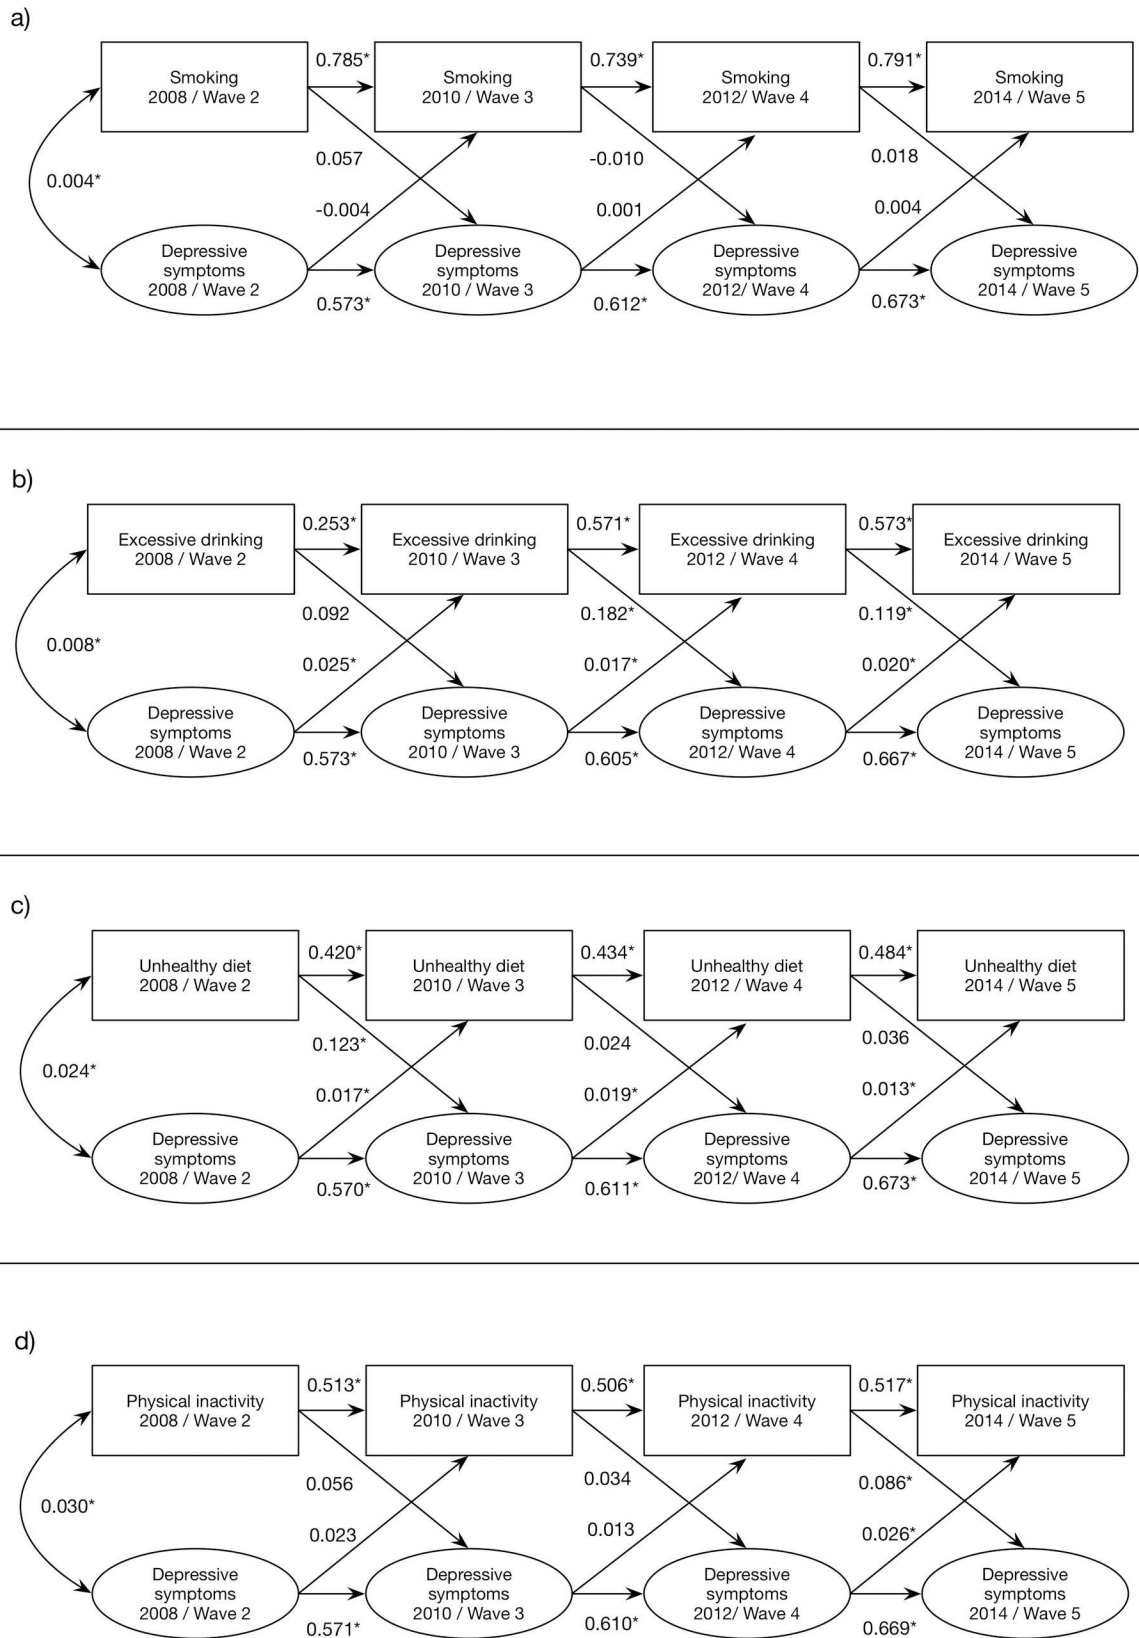 a)
0.785*
0.739*
0.791*
Smoking
2008 / Wave 2
Smoking
2010 / Wave 3
Smoking
2012/ Wave 4
Smoking
2014 / Wave 5
0.004*
0.057
-0.010
0.018
-0.004
0.001
0.004
Depressive
symptoms
2008 / Wave 2
Depressive
symptoms
2010 / Wave 3
Depressive
symptoms
2012/ Wave 4
Depressive
symptoms
2014 / Wave 5
0.573*
0.612*
0.673*
b)
0.253*
0.571*
0.573*
Excessive drinking
2008 / Wave 2
Excessive drinking
2010 / Wave 3
Excessive drinking
2012 / Wave 4
Excessive drinking
2014 / Wave 5
0.008*
0.092
0.182*
0.119*
0.025*
0.017*
0.020*
Depressive
symptoms
2008 / Wave 2
Depressive
symptoms
2010 / Wave 3
Depressive
symptoms
2012/ Wave 4
Depressive
symptoms
2014 / Wave 5
0.573*
0.605*
0.667*
c)
0.420*
0.434*
0.484*
Unhealthy diet
2008 / Wave 2
Unhealthy diet
2010 / Wave 3
Unhealthy diet
2012 / Wave 4
Unhealthy diet
2014 / Wave 5
0.024*
0.123*
0.024
0.036
0.017*
0.019*
0.013*
Depressive
symptoms
2008 / Wave 2
Depressive
symptoms
2010 / Wave 3
Depressive
symptoms
2012/ Wave 4
Depressive
symptoms
2014 / Wave 5
0.570*
0.611*
0.673*
d)
0.513*
0.506*
0.517*
Physical inactivity
2008 / Wave 2
Physical inactivity
2010 / Wave 3
Physical inactivity
2012 / Wave 4
Physical inactivity
2014 / Wave 5
0.030*
0.056
0.034
0.086*
0.023
0.013
0.026*
Depressive
symptoms
2008 / Wave 2
Depressive
symptoms
2010 / Wave 3
Depressive
symptoms
2012/ Wave 4
Depressive
symptoms
2014 / Wave 5
0.571*
0.610*
0.669*